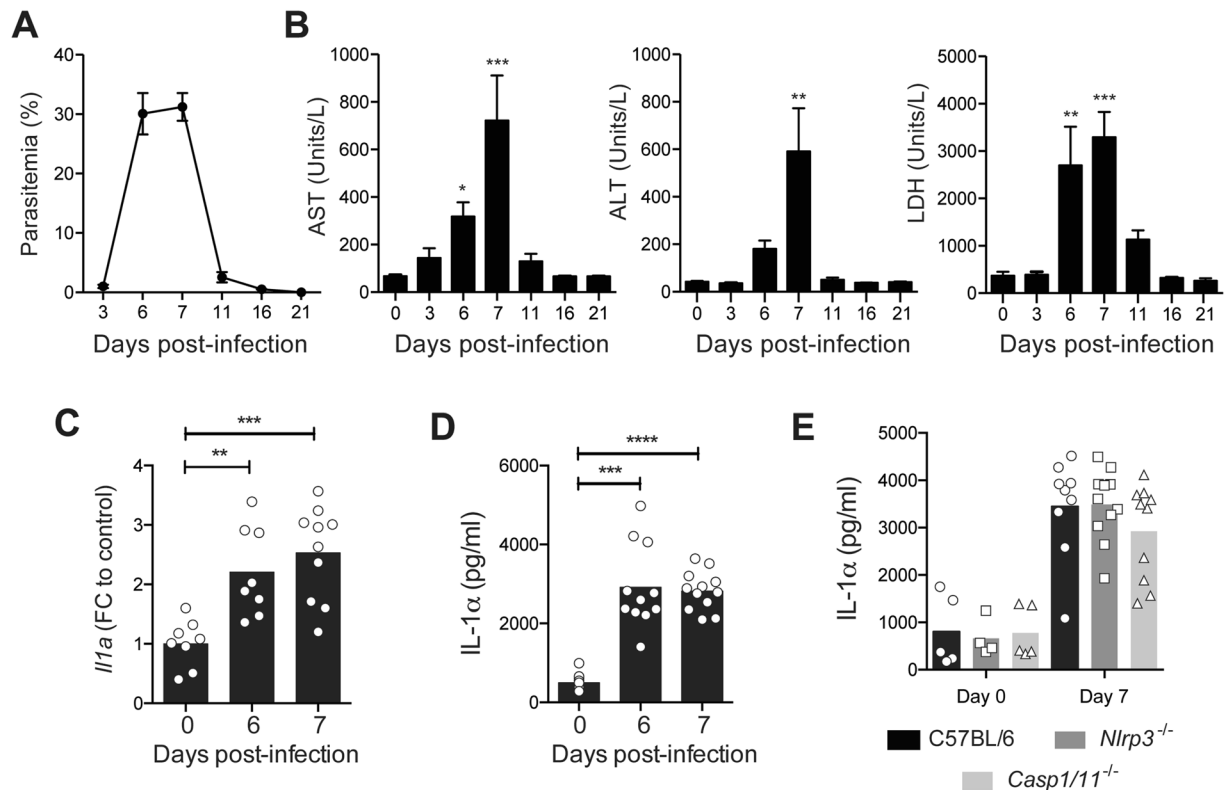 A
B
40
30
20
10
0
Parasitemia (%)
3 6 7 11 16 21
Days post-infection
1000
800
600
400
200
0
AST (Units/L)
*
***
0 3 6 7 11 16 21
Days post-infection
1000
800
600
400
200
0
ALT (Units/L)
**
0 3 6 7 11 16 21
Days post-infection
5000
4000
3000
2000
1000
0
LDH (Units/L)
**
***
0 3 6 7 11 16 21
Days post-infection
C
***
**
4
3
2
1
0
Il1a (FC to control)
0 6 7
Days post-infection
D
****
***
6000
4000
2000
0
IL-1α (pg/ml)
0 6 7
Days post-infection
E
5000
4000
3000
2000
1000
0
IL-1α (pg/ml)
Day 0 Day 7
C57BL/6 Nlrp3-/-
Casp1/11-/-